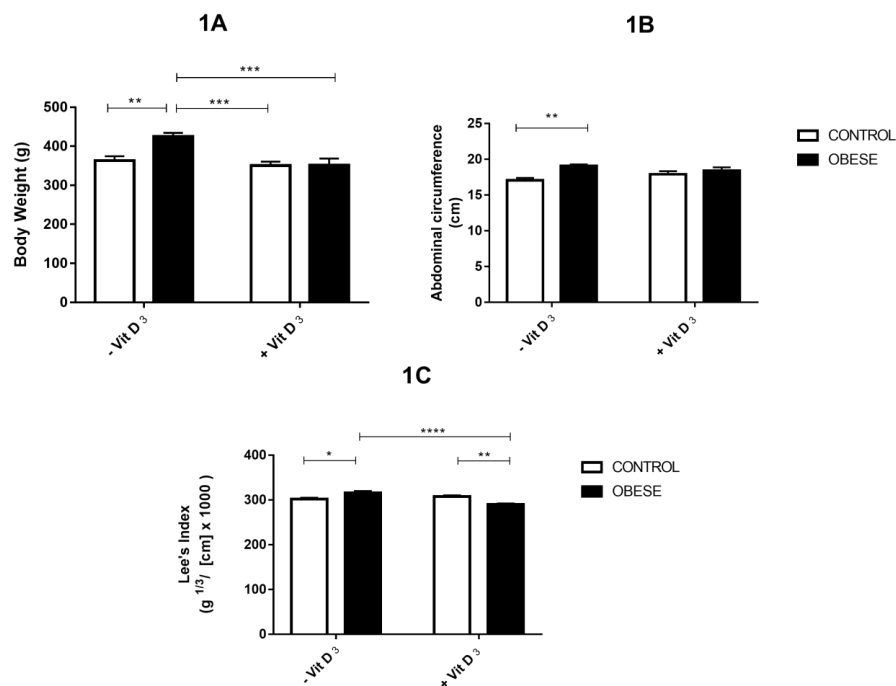 1A
***
**
***
500
400
300
200
100
0
Body Weight (g)
- Vit D 3
+ Vit D 3
1B
**
25
20
15
10
5
0
Abdominal circumference
(cm)
- Vit D 3
+ Vit D 3
CONTROL
OBESE
1C
****
*
**
400
300
200
100
0
Lee's Index
(g 1/3/ [cm] x 1000 )
- Vit D 3
+ Vit D 3
CONTROL
OBESE